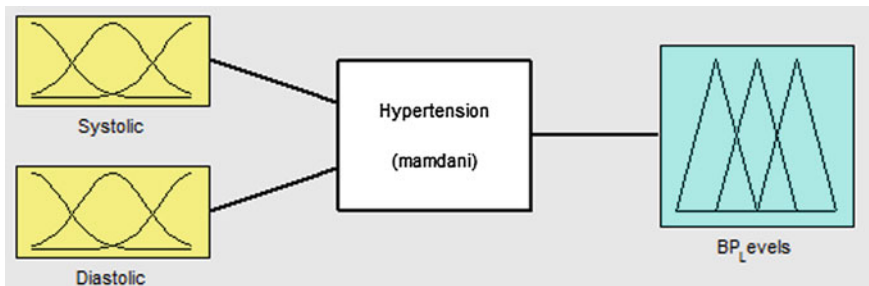 Systolic
Diastolic
Hypertension
(mamdani)
BP_Levels